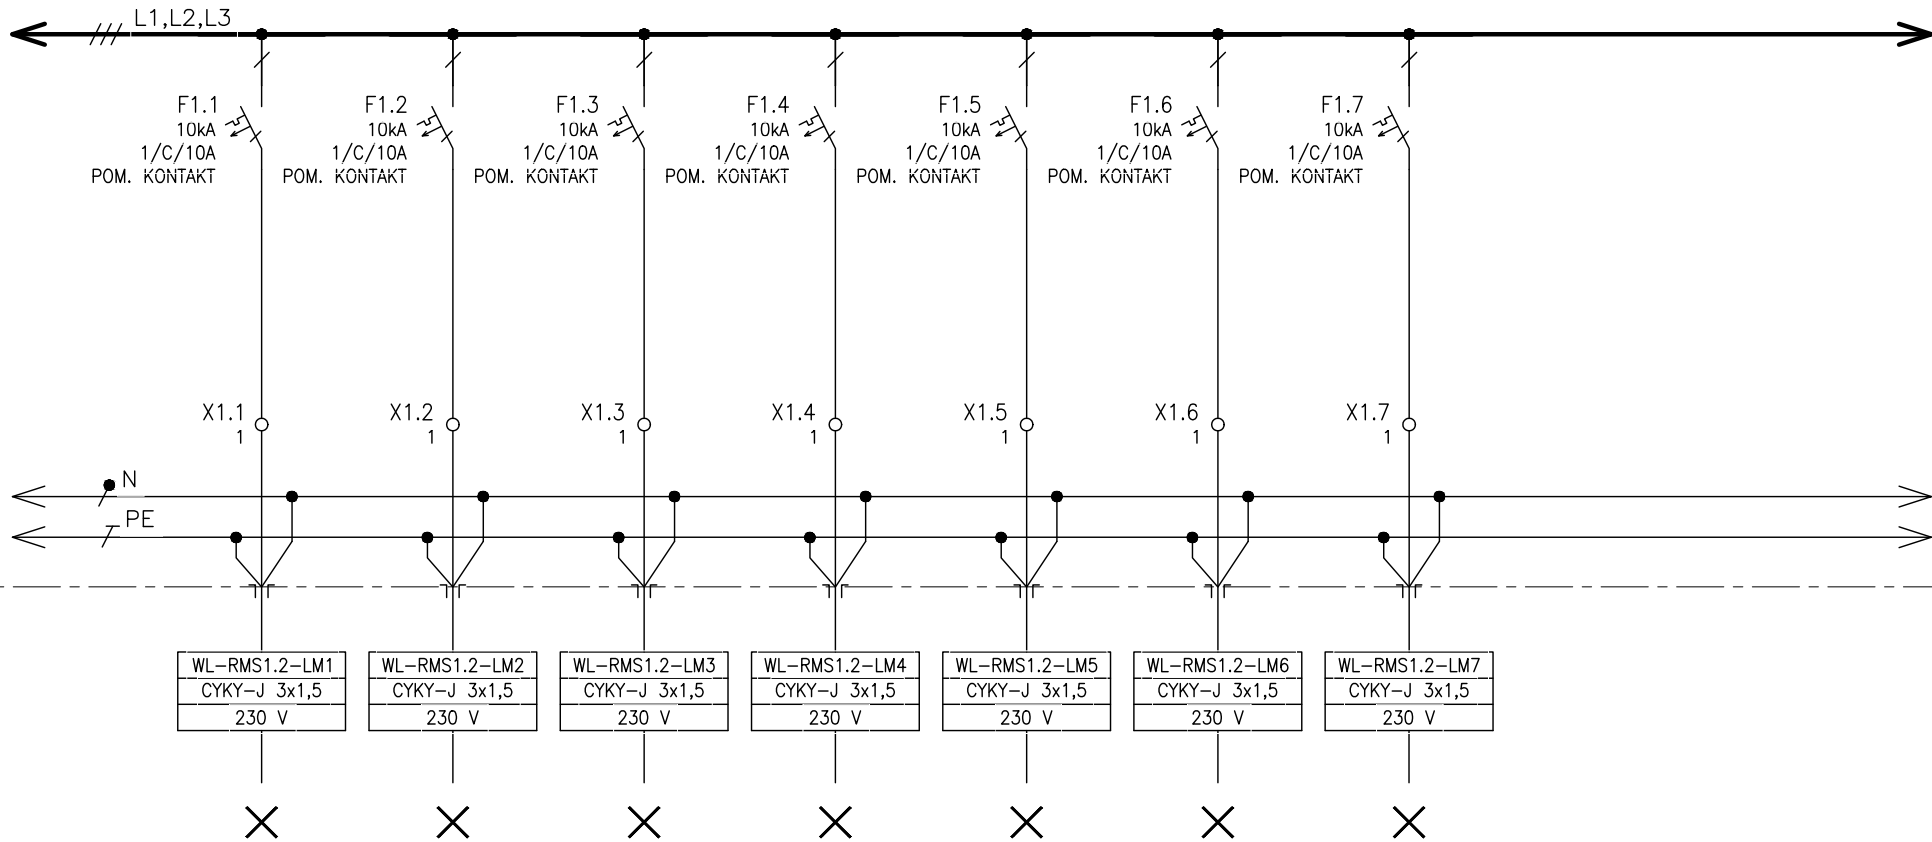 L1,L2,L3
F1.1
10kA
1/C/10A
POM. KONTAKT
F1.2
10kA
1/C/10A
POM. KONTAKT
F1.3
10kA
1/C/10A
POM. KONTAKT
F1.4
10kA
1/C/10A
POM. KONTAKT
F1.5
10kA
1/C/10A
POM. KONTAKT
F1.6
10kA
1/C/10A
POM. KONTAKT
F1.7
10kA
1/C/10A
POM. KONTAKT
X1.1
1
X1.2
1
X1.3
1
X1.4
1
X1.5
1
X1.6
1
X1.7
1
N
PE
WL-RMS1.2-LM1
CYKY-J 3x1,5
230 V
WL-RMS1.2-LM2
CYKY-J 3x1,5
230 V
WL-RMS1.2-LM3
CYKY-J 3x1,5
230 V
WL-RMS1.2-LM4
CYKY-J 3x1,5
230 V
WL-RMS1.2-LM5
CYKY-J 3x1,5
230 V
WL-RMS1.2-LM6
CYKY-J 3x1,5
230 V
WL-RMS1.2-LM7
CYKY-J 3x1,5
230 V